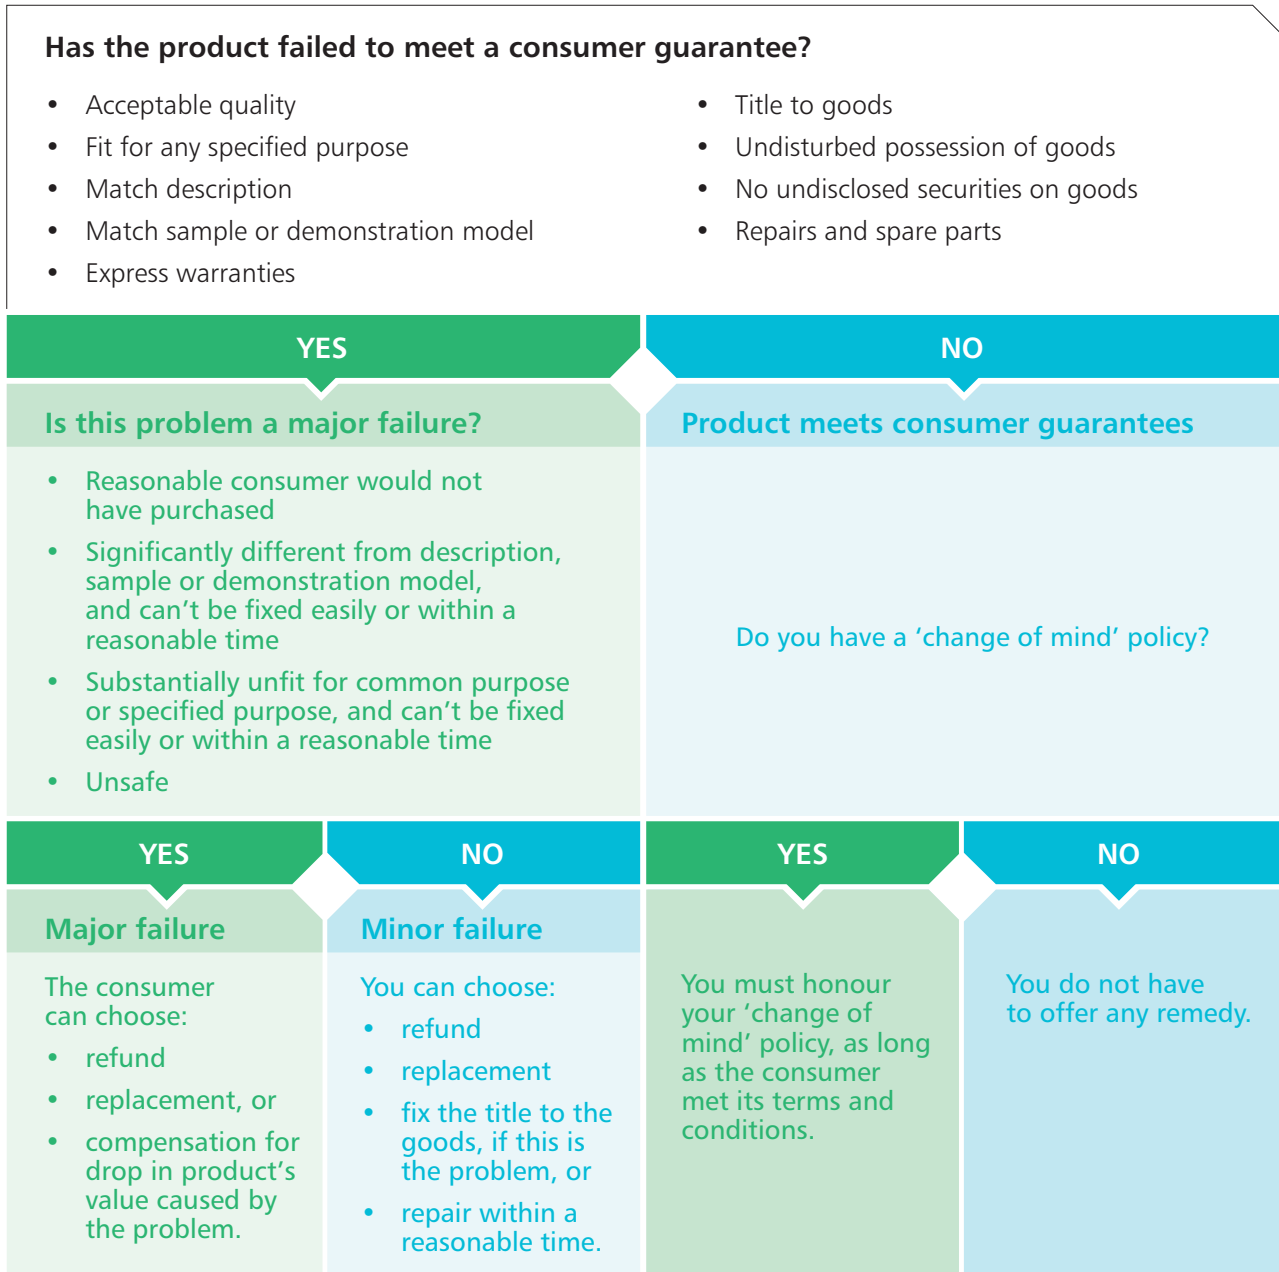 Has the product failed to meet a consumer guarantee?
• Acceptable quality
• Fit for any specified purpose
• Match description
• Match sample or demonstration model
• Express warranties
• Title to goods
• Undisturbed possession of goods
• No undisclosed securities on goods
• Repairs and spare parts
YES
NO
Is this problem a major failure?
• Reasonable consumer would not
have purchased
• Significantly different from description,
sample or demonstration model,
and can’t be fixed easily or within a
reasonable time
• Substantially unfit for common purpose
or specified purpose, and can’t be fixed
easily or within a reasonable time
• Unsafe
Product meets consumer guarantees
Do you have a ‘change of mind’ policy?
YES
NO
YES
NO
Major failure
The consumer
can choose:
• refund
• replacement, or
• compensation for
drop in product’s
value caused by
the problem.
Minor failure
You can choose:
• refund
• replacement
• fix the title to the
goods, if this is
the problem, or
• repair within a
reasonable time.
You must honour
your ‘change of
mind’ policy, as long
as the consumer
met its terms and
conditions.
You do not have
to offer any remedy.